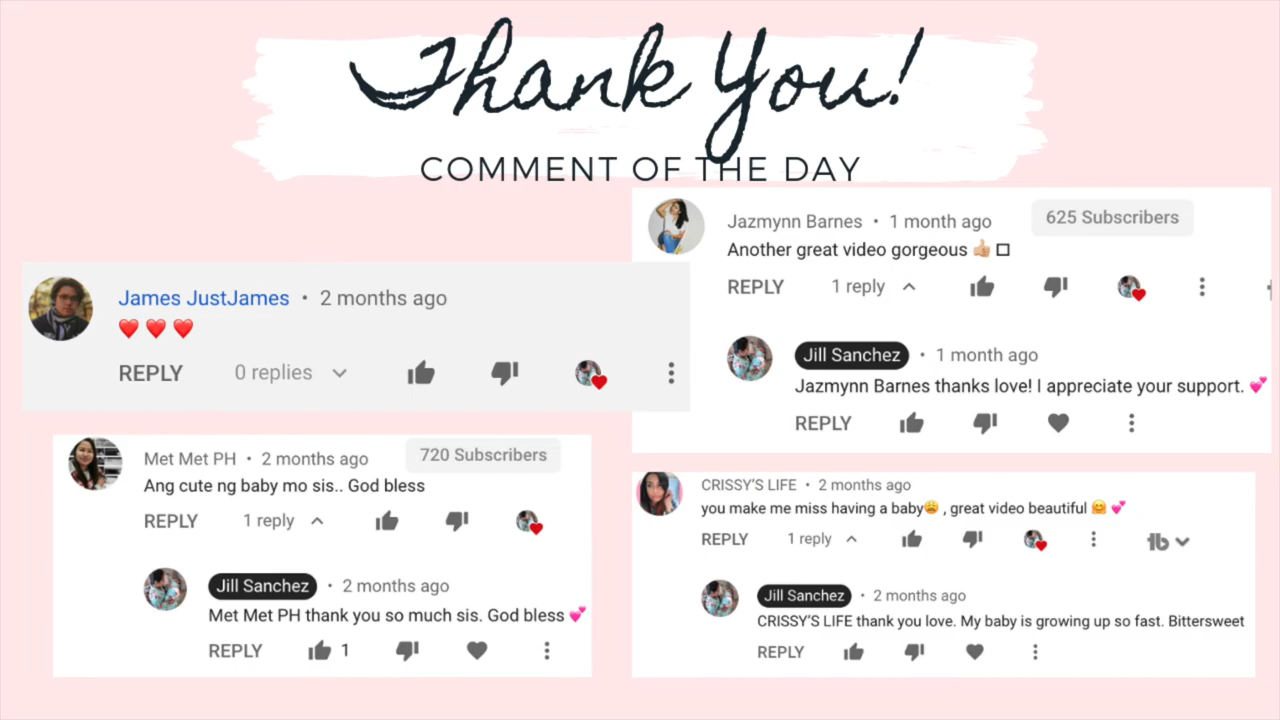 Thank You!
COMMENT OF THE DAY
James JustJames • 2 months ago
❤️ ❤️ ❤️
REPLY 0 replies
Met Met PH • 2 months ago 720 Subscribers
Ang cute ng baby mo sis.. God bless
REPLY 1 reply
Jill Sanchez • 2 months ago
Met Met PH thank you so much sis. God bless 💕
REPLY 1
Jazmynn Barnes • 1 month ago 625 Subscribers
Another great video gorgeous 👍🏼 □
REPLY 1 reply
Jill Sanchez • 1 month ago
Jazmynn Barnes thanks love! I appreciate your support. 💕
REPLY
CRISSY'S LIFE • 2 months ago
you make me miss having a baby😩 , great video beautiful 🤗 💕
REPLY 1 reply tb
Jill Sanchez • 2 months ago
CRISSY'S LIFE thank you love. My baby is growing up so fast. Bittersweet
REPLY